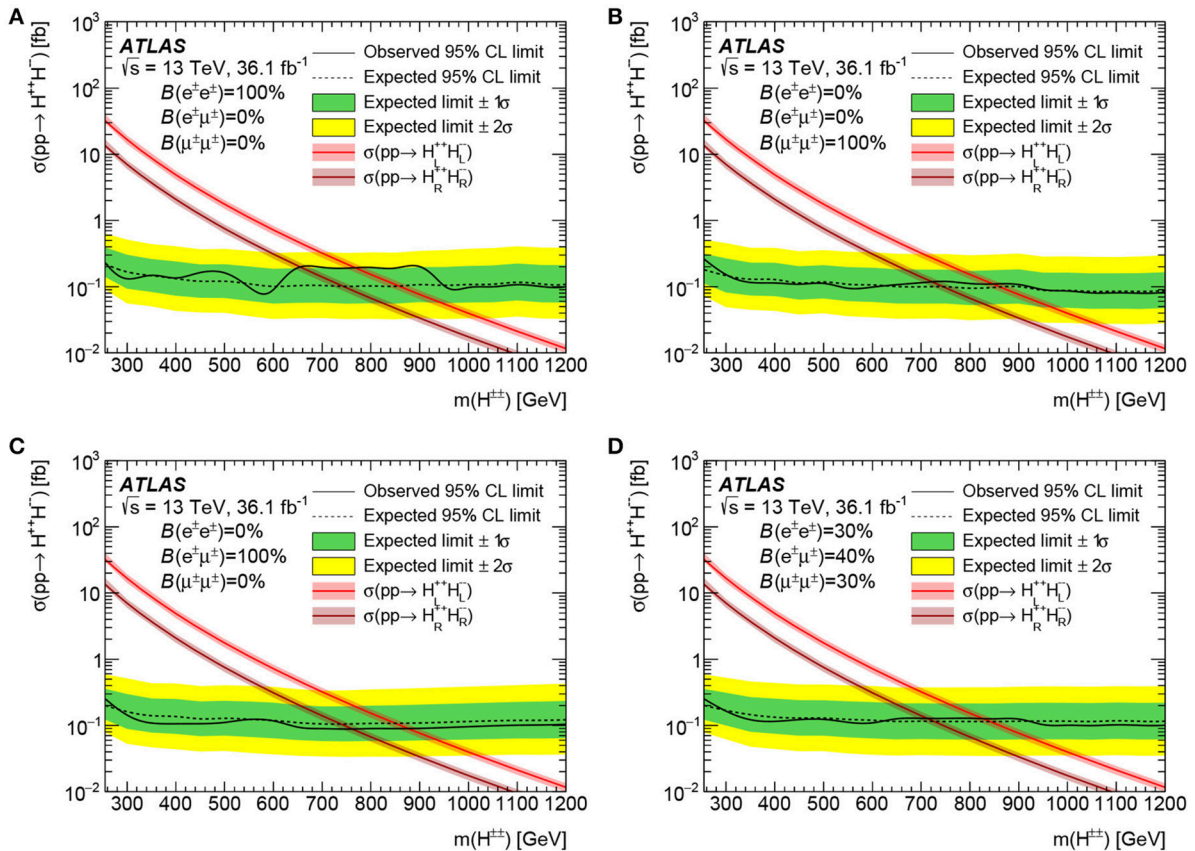 A
σ(pp→ H⁺⁺H⁻⁻) [fb]
10³
10²
10
1
10⁻¹
10⁻²
ATLAS
√s = 13 TeV, 36.1 fb⁻¹
B(e±e±)=100%
B(e±μ±)=0%
B(μ±μ±)=0%
Observed 95% CL limit
Expected 95% CL limit
Expected limit ± 1σ
Expected limit ± 2σ
σ(pp→ H_L⁺⁺H_L⁻⁻)
σ(pp→ H_R⁺⁺H_R⁻⁻)
300 400 500 600 700 800 900 1000 1100 1200
m(H±±) [GeV]
B
σ(pp→ H⁺⁺H⁻⁻) [fb]
10³
10²
10
1
10⁻¹
10⁻²
ATLAS
√s = 13 TeV, 36.1 fb⁻¹
B(e±e±)=0%
B(e±μ±)=0%
B(μ±μ±)=100%
Observed 95% CL limit
Expected 95% CL limit
Expected limit ± 1σ
Expected limit ± 2σ
σ(pp→ H_L⁺⁺H_L⁻⁻)
σ(pp→ H_R⁺⁺H_R⁻⁻)
300 400 500 600 700 800 900 1000 1100 1200
m(H±±) [GeV]
C
σ(pp→ H⁺⁺H⁻⁻) [fb]
10³
10²
10
1
10⁻¹
10⁻²
ATLAS
√s = 13 TeV, 36.1 fb⁻¹
B(e±e±)=0%
B(e±μ±)=100%
B(μ±μ±)=0%
Observed 95% CL limit
Expected 95% CL limit
Expected limit ± 1σ
Expected limit ± 2σ
σ(pp→ H_L⁺⁺H_L⁻⁻)
σ(pp→ H_R⁺⁺H_R⁻⁻)
300 400 500 600 700 800 900 1000 1100 1200
m(H±±) [GeV]
D
σ(pp→ H⁺⁺H⁻⁻) [fb]
10³
10²
10
1
10⁻¹
10⁻²
ATLAS
√s = 13 TeV, 36.1 fb⁻¹
B(e±e±)=30%
B(e±μ±)=40%
B(μ±μ±)=30%
Observed 95% CL limit
Expected 95% CL limit
Expected limit ± 1σ
Expected limit ± 2σ
σ(pp→ H_L⁺⁺H_L⁻⁻)
σ(pp→ H_R⁺⁺H_R⁻⁻)
300 400 500 600 700 800 900 1000 1100 1200
m(H±±) [GeV]